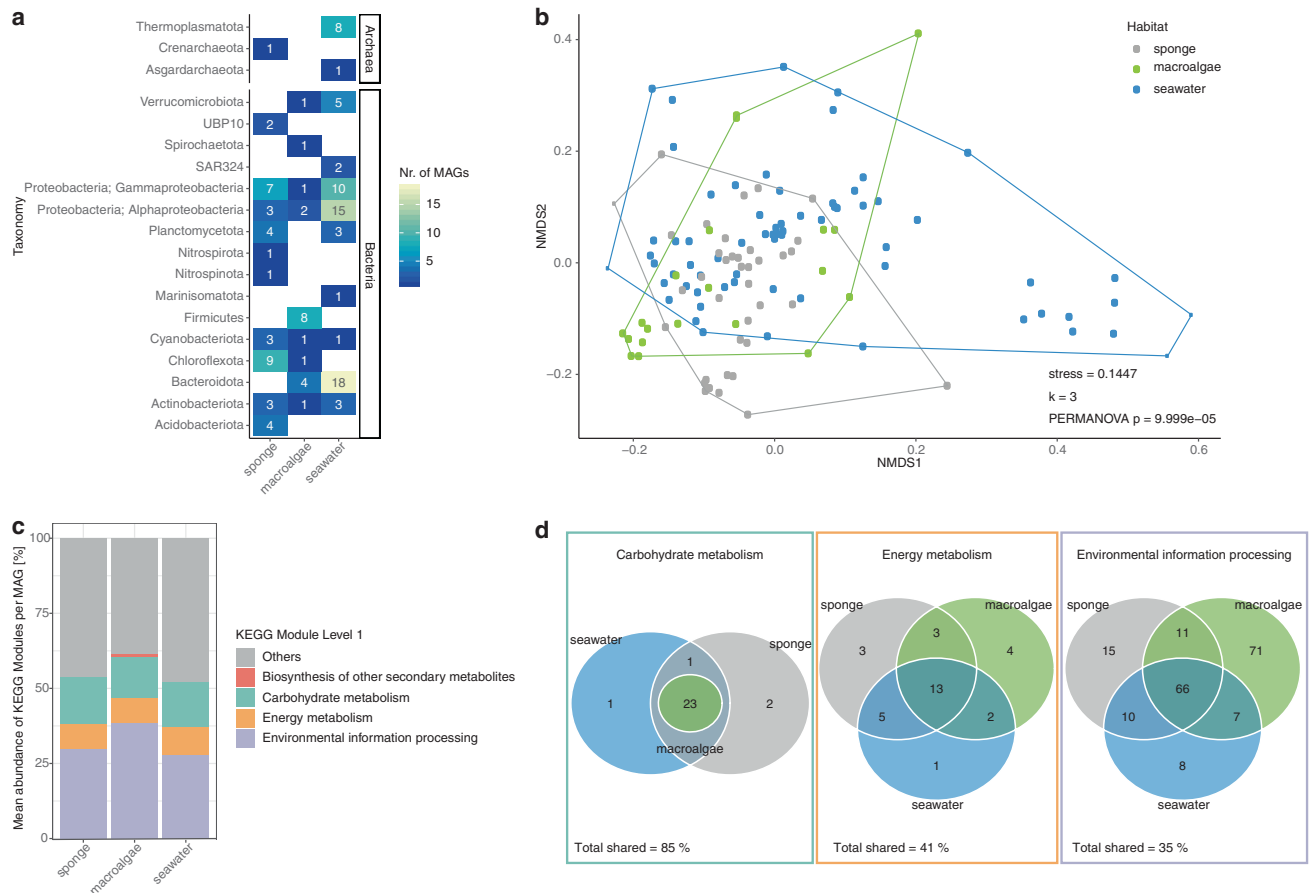 a
Taxonomy
Thermoplasmatota 8
Crenarchaeota 1
Asgardarchaeota 1
Archaea
Verrucomicrobiota 1 5
UBP10 2
Spirochaetota 1
SAR324 2
Proteobacteria; Gammaproteobacteria 7 1 10
Proteobacteria; Alphaproteobacteria 3 2 15
Planctomycetota 4 3
Nitrospirota 1
Nitrospinota 1
Marinisomatota 1
Firmicutes 8
Cyanobacteriota 3 1 1
Chloroflexota 9 1
Bacteroidota 4 18
Actinobacteriota 3 1 3
Acidobacteriota 4
Bacteria
sponge
macroalgae
seawater
Nr. of MAGs
15
10
5
b
NMDS2
0.4
0.2
0.0
−0.2
−0.2 0.0 0.2 0.4 0.6
NMDS1
Habitat
sponge
macroalgae
seawater
stress = 0.1447
k = 3
PERMANOVA p = 9.999e−05
c
Mean abundance of KEGG Modules per MAG [%]
100
75
50
25
0
sponge
macroalgae
seawater
KEGG Module Level 1
Others
Biosynthesis of other secondary metabolites
Carbohydrate metabolism
Energy metabolism
Environmental information processing
d
Carbohydrate metabolism
seawater
sponge
1
1
23
2
macroalgae
Total shared = 85 %
Energy metabolism
sponge
macroalgae
3
3
4
13
5
2
1
seawater
Total shared = 41 %
Environmental information processing
sponge
macroalgae
11
15
71
66
10
7
8
seawater
Total shared = 35 %